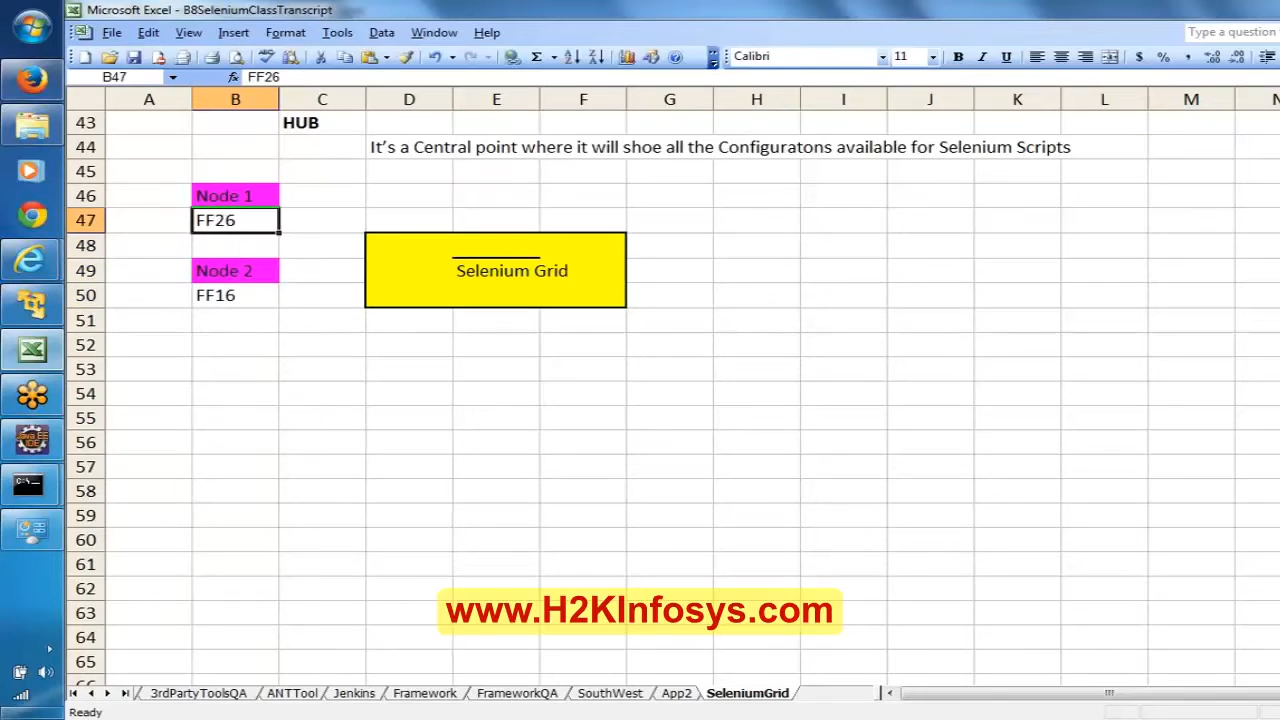 Microsoft Excel - B8SeleniumClassTranscript
File Edit View Insert Format Tools Data Window Help
Type a question
Calibri 11 B I U $ % ,
B47 fx FF26
A B C D E F G H I J K L M N
43 HUB
44 It's a Central point where it will shoe all the Configuratons available for Selenium Scripts
45
46 Node 1
47 FF26
48
49 Node 2 Selenium Grid
50 FF16
51
52
53
54
55
56
57
58
59
60
61
62
63
64
65
www.H2KInfosys.com
3rdPartyToolsQA ANTTool Jenkins Framework FrameworkQA SouthWest App2 SeleniumGrid
Ready